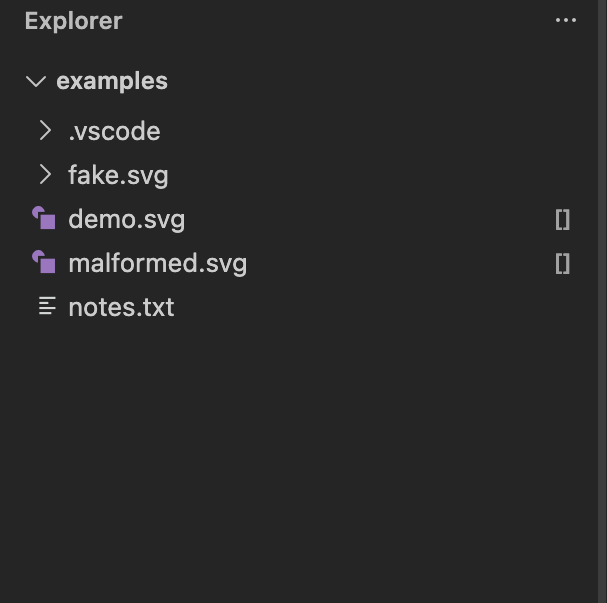 Explorer ···
examples
.vscode
fake.svg
demo.svg []
malformed.svg []
notes.txt